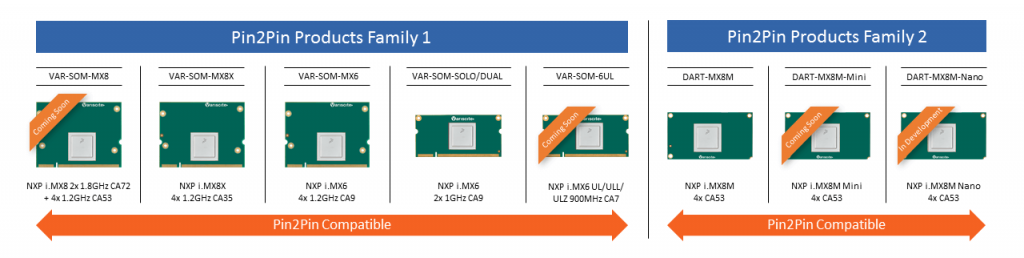 Pin2Pin Products Family 1
VAR-SOM-MX8
VAR-SOM-MX8X
VAR-SOM-MX6
VAR-SOM-SOLO/DUAL
VAR-SOM-6UL
Coming Soon
Coming Soon
NXP i.MX8 2x 1.8GHz CA72
+ 4x 1.2GHz CA53
NXP i.MX8X
4x 1.2GHz CA35
NXP i.MX6
4x 1.2GHz CA9
NXP i.MX6
2x 1GHz CA9
NXP i.MX6 UL/ULL/
ULZ 900MHz CA7
Pin2Pin Compatible
Pin2Pin Products Family 2
DART-MX8M
DART-MX8M-Mini
DART-MX8M-Nano
Coming Soon
In Development
NXP i.MX8M
4x CA53
NXP i.MX8M Mini
4x CA53
NXP i.MX8M Nano
4x CA53
Pin2Pin Compatible